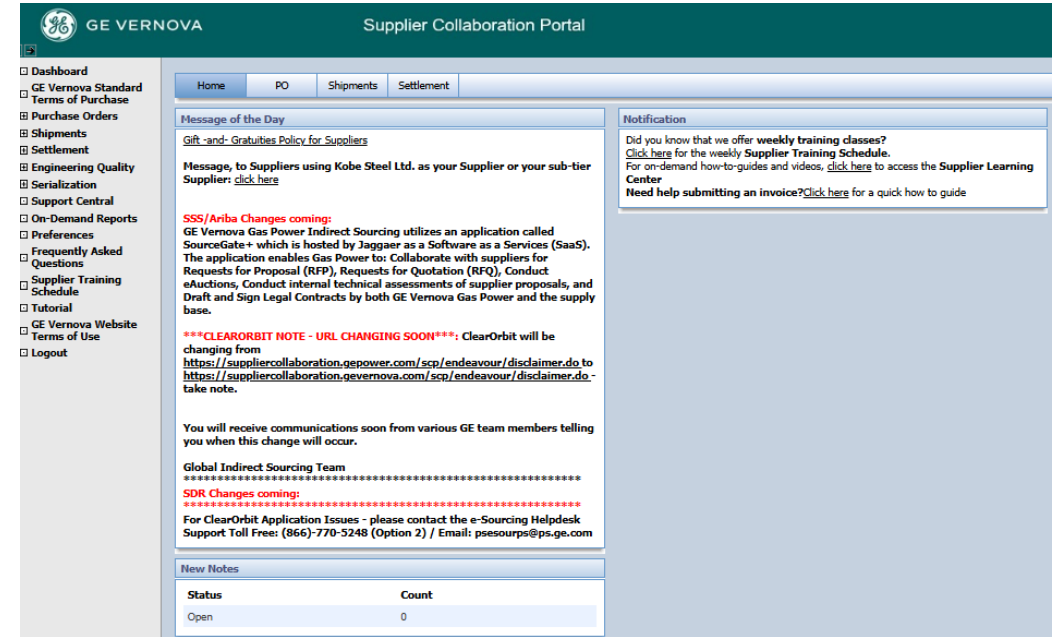 GE VERNOVA
Supplier Collaboration Portal
Dashboard
GE Vernova Standard
Terms of Purchase
Purchase Orders
Shipments
Settlement
Engineering Quality
Serialization
Support Central
On-Demand Reports
Preferences
Frequently Asked
Questions
Supplier Training
Schedule
Tutorial
GE Vernova Website
Terms of Use
Logout
Home PO Shipments Settlement
Message of the Day
Gift -and- Gratuities Policy for Suppliers
Message, to Suppliers using Kobe Steel Ltd. as your Supplier or your sub-tier
Supplier: click here
SSS/Ariba Changes coming:
GE Vernova Gas Power Indirect Sourcing utilizes an application called
SourceGate+ which is hosted by Jaggaer as a Software as a Services (SaaS).
The application enables Gas Power to: Collaborate with suppliers for
Requests for Proposal (RFP), Requests for Quotation (RFQ), Conduct
eAuctions, Conduct internal technical assessments of supplier proposals, and
Draft and Sign Legal Contracts by both GE Vernova Gas Power and the supply
base.
***CLEARORBIT NOTE - URL CHANGING SOON***: ClearOrbit will be
changing from
https://suppliercollaboration.gepower.com/scp/endeavour/disclaimer.do to
https://suppliercollaboration.gevernova.com/scp/endeavour/disclaimer.do -
take note.
You will receive communications soon from various GE team members telling
you when this change will occur.
Global Indirect Sourcing Team
************************************************************
SDR Changes coming:
************************************************************
For ClearOrbit Application Issues - please contact the e-Sourcing Helpdesk
Support Toll Free: (866)-770-5248 (Option 2) / Email: psesourps@ps.ge.com
New Notes
Status Count
Open 0
Notification
Did you know that we offer weekly training classes?
Click here for the weekly Supplier Training Schedule.
For on-demand how-to-guides and videos, click here to access the Supplier Learning
Center
Need help submitting an invoice?Click here for a quick how to guide